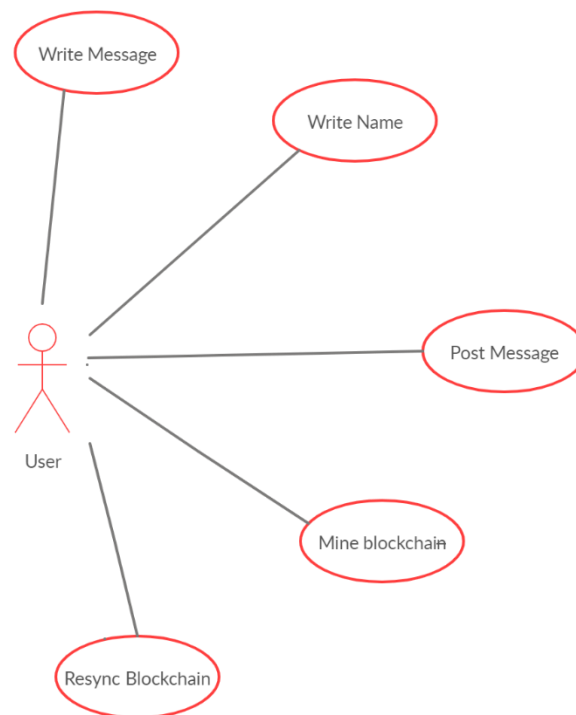 Write Message
Write Name
Post Message
User
Mine blockchain
Resync Blockchain